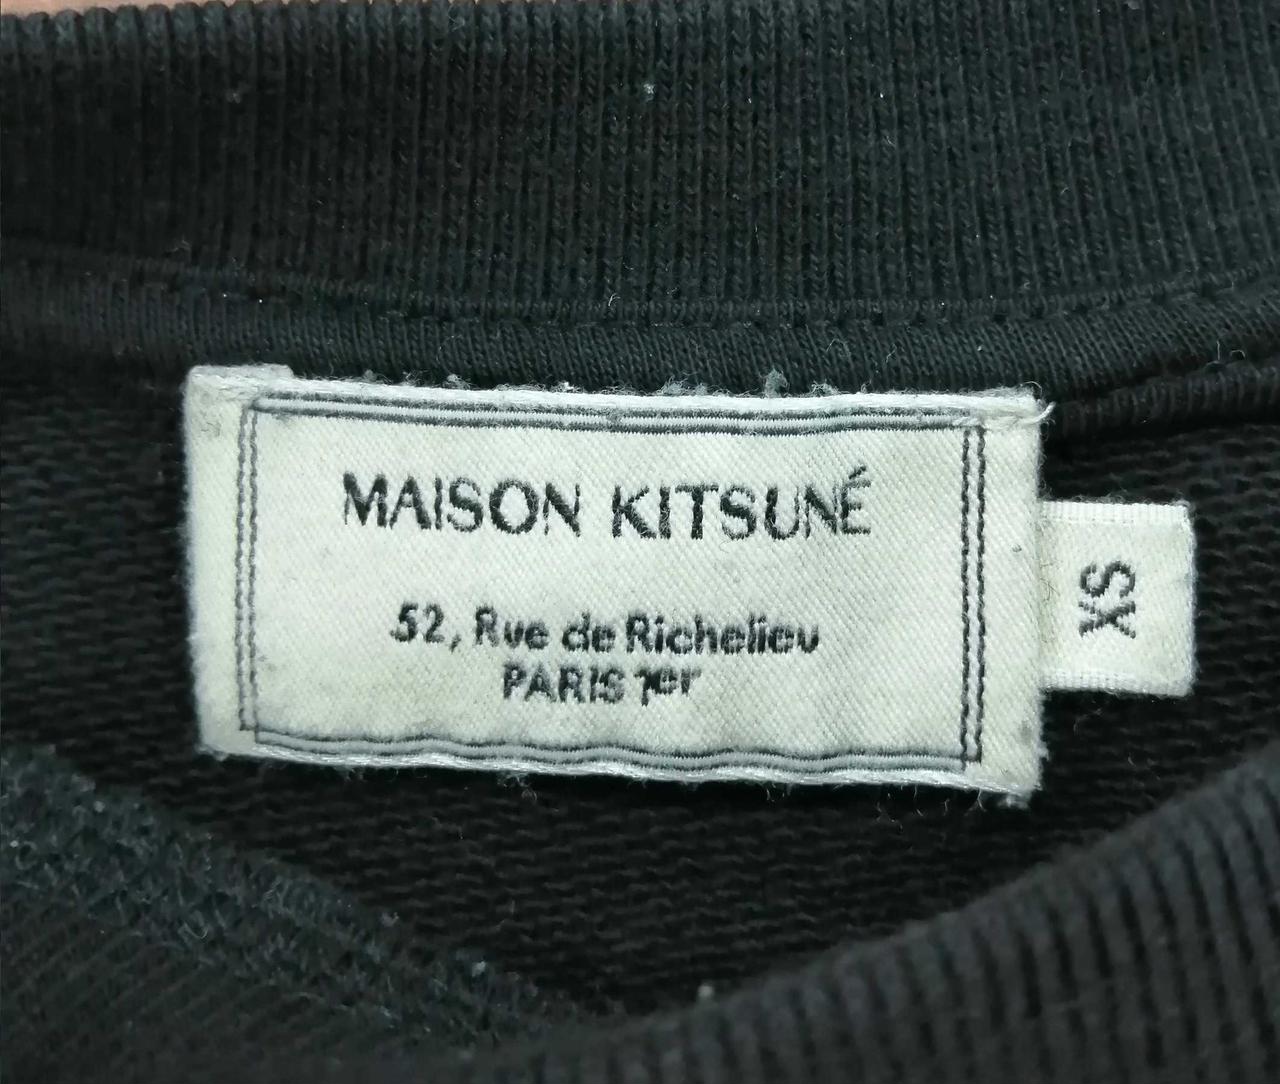 MAISON KITSUNÉ
52, Rue de Richelieu
PARIS 1er
XS